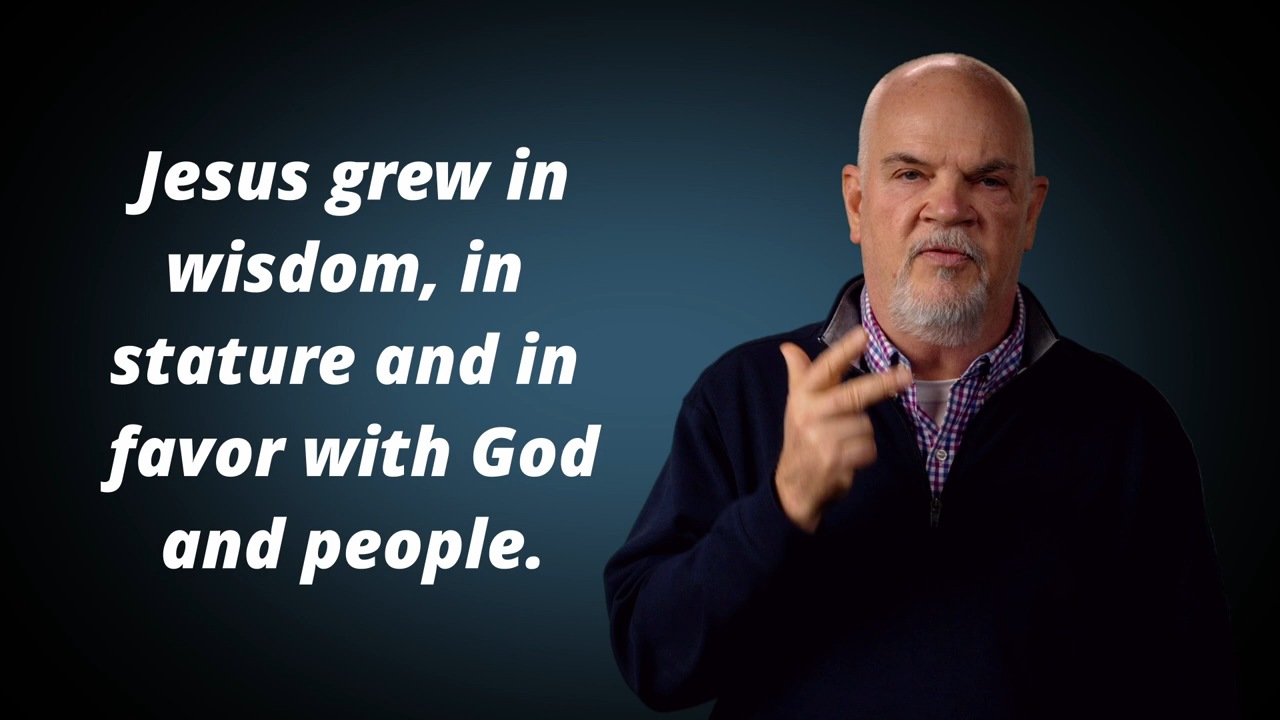 Jesus grew in
wisdom, in
stature and in
favor with God
and people.